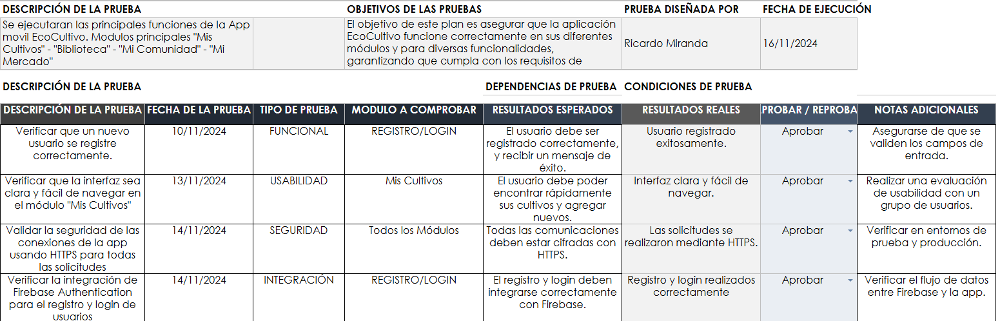 DESCRIPCIÓN DE LA PRUEBA
OBJETIVOS DE LAS PRUEBAS
PRUEBA DISEÑADA POR
FECHA DE EJECUCIÓN
Se ejecutaran las principales funciones de la App
movil EcoCultivo. Modulos principales "Mis
Cultivos" - "Biblioteca" - "Mi Comunidad" - "Mi
Mercado"
El objetivo de este plan es asegurar que la aplicación
EcoCultivo funcione correctamente en sus diferentes
módulos y para diversas funcionalidades,
garantizando que cumpla con los requisitos de
Ricardo Miranda
16/11/2024
DESCRIPCIÓN DE LA PRUEBA
DEPENDENCIAS DE PRUEBA
CONDICIONES DE PRUEBA
DESCRIPCIÓN DE LA PRUEBA
FECHA DE LA PRUEBA
TIPO DE PRUEBA
MODULO A COMPROBAR
RESULTADOS ESPERADOS
RESULTADOS REALES
PROBAR / REPROBA
NOTAS ADICIONALES
Verificar que un nuevo
usuario se registre
correctamente.
10/11/2024
FUNCIONAL
REGISTRO/LOGIN
El usuario debe ser
registrado correctamente,
y recibir un mensaje de
éxito.
Usuario registrado
exitosamente.
Aprobar
Asegurarse de que se
validen los campos de
entrada.
Verificar que la interfaz sea
clara y fácil de navegar en
el módulo "Mis Cultivos"
13/11/2024
USABILIDAD
Mis Cultivos
El usuario debe poder
encontrar rápidamente
sus cultivos y agregar
nuevos.
Interfaz clara y fácil de
navegar.
Aprobar
Realizar una evaluación
de usabilidad con un
grupo de usuarios.
Validar la seguridad de las
conexiones de la app
usando HTTPS para todas
las solicitudes
14/11/2024
SEGURIDAD
Todos los Módulos
Todas las comunicaciones
deben estar cifradas con
HTTPS.
Las solicitudes se
realizaron mediante HTTPS.
Aprobar
Verificar en entornos de
prueba y producción.
Verificar la integración de
Firebase Authentication
para el registro y login de
usuarios
14/11/2024
INTEGRACIÓN
REGISTRO/LOGIN
El registro y login deben
integrarse correctamente
con Firebase.
Registro y login realizados
correctamente
Aprobar
Verificar el flujo de datos
entre Firebase y la app.